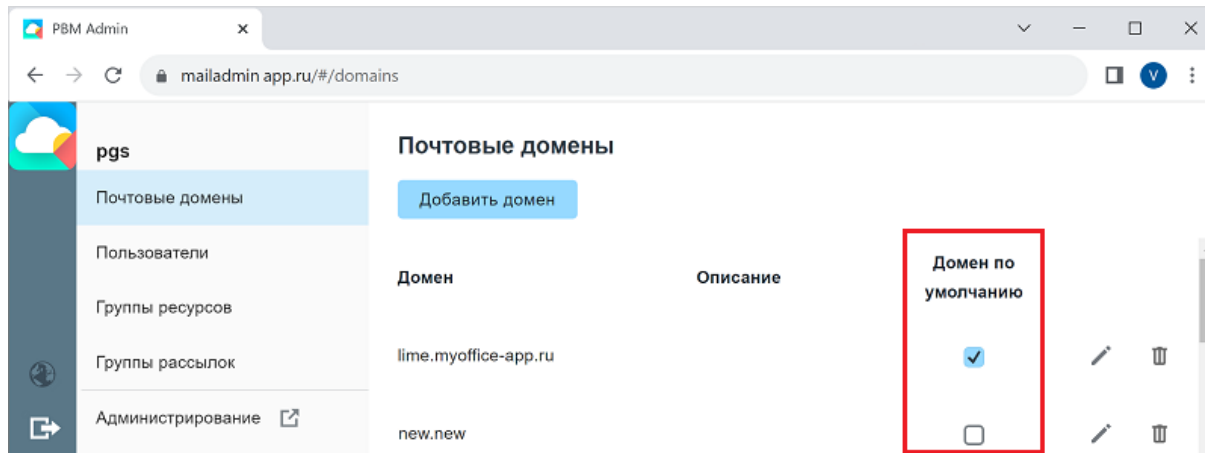 PBM Admin
mailadmin app.ru/#/domains
V
pgs
Почтовые домены
Пользователи
Группы ресурсов
Группы рассылок
Администрирование
Почтовые домены
Добавить домен
Домен Описание Домен по
умолчанию
lime.myoffice-app.ru
new.new